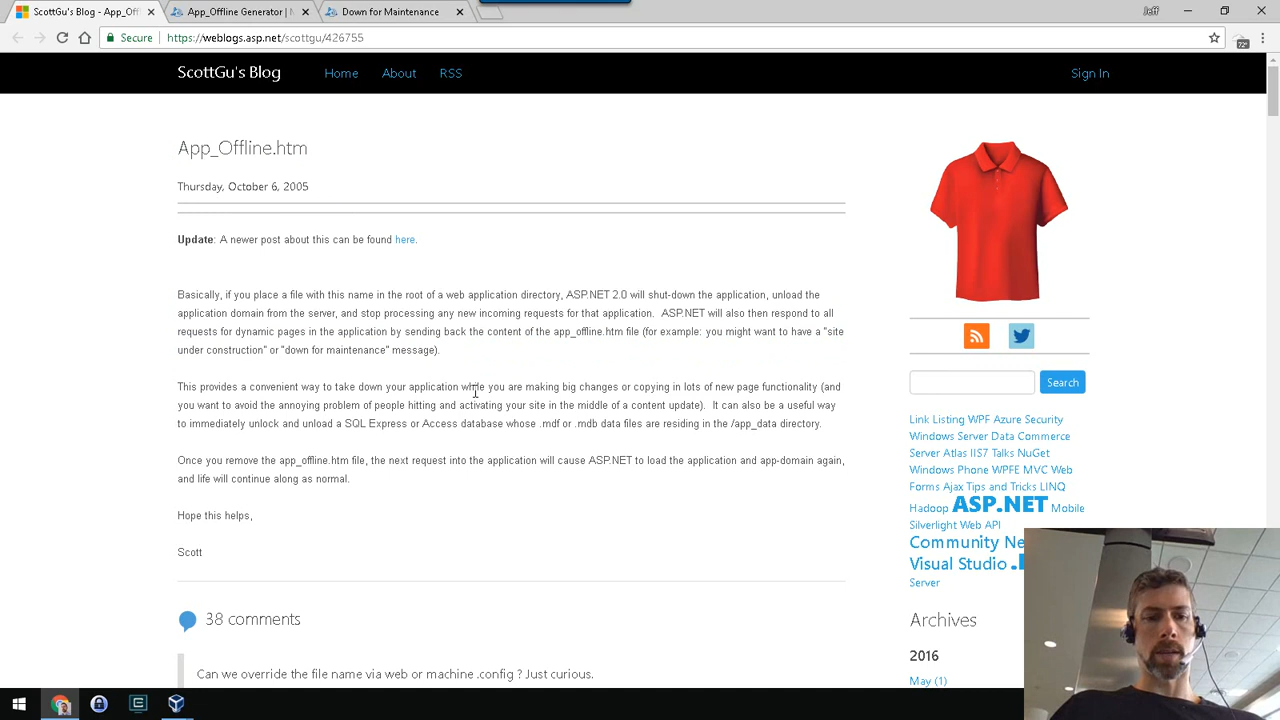 ScottGu's Blog - App_Off
App_Offline Generator | N
Down for Maintenance
Jeff
Secure
https://weblogs.asp.net/scottgu/426755
72°
ScottGu's Blog
Home
About
RSS
Sign In
App_Offline.htm
Thursday, October 6, 2005
Update: A newer post about this can be found here.
Basically, if you place a file with this name in the root of a web application directory, ASP.NET 2.0 will shut-down the application, unload the
application domain from the server, and stop processing any new incoming requests for that application. ASP.NET will also then respond to all
requests for dynamic pages in the application by sending back the content of the app_offline.htm file (for example: you might want to have a "site
under construction" or "down for maintenance" message).
This provides a convenient way to take down your application while you are making big changes or copying in lots of new page functionality (and
you want to avoid the annoying problem of people hitting and activating your site in the middle of a content update). It can also be a useful way
to immediately unlock and unload a SQL Express or Access database whose .mdf or .mdb data files are residing in the /app_data directory.
Once you remove the app_offline.htm file, the next request into the application will cause ASP.NET to load the application and app-domain again,
and life will continue along as normal.
Hope this helps,
Scott
38 comments
Can we override the file name via web or machine .config ? Just curious.
Search
Link Listing WPF Azure Security
Windows Server Data Commerce
Server Atlas IIS7 Talks NuGet
Windows Phone WPFE MVC Web
Forms Ajax Tips and Tricks LINQ
Hadoop ASP.NET Mobile
Silverlight Web API
Community Ne
Visual Studio
Server
Archives
2016
May (1)